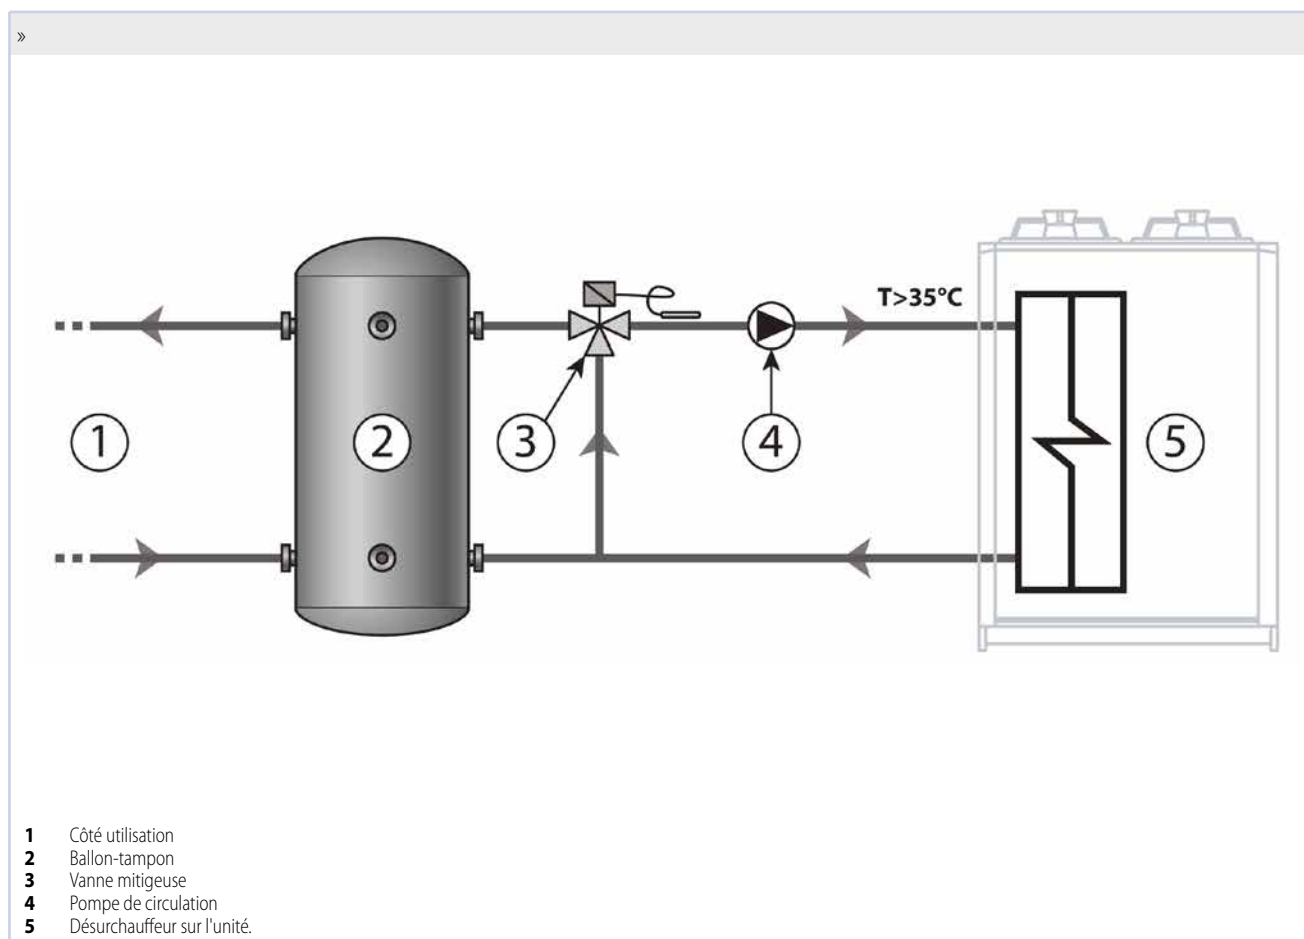 »
T>35°C
1
2
3
4
5
1 Côté utilisation
2 Ballon-tampon
3 Vanne mitigeuse
4 Pompe de circulation
5 Désurchauffeur sur l'unité.